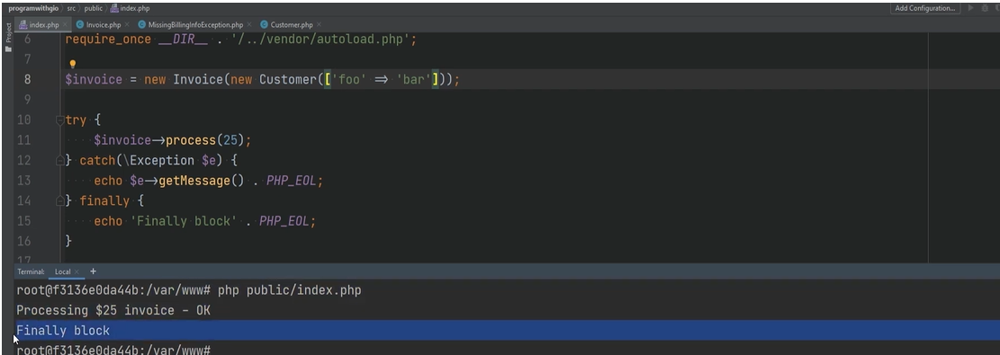 programwithgio src public index.php Add Configuration...
Project
index.php Invoice.php MissingBillingInfoException.php Customer.php
6 require_once __DIR__ . '/../vendor/autoload.php';
7
8 $invoice = new Invoice(new Customer(['foo' => 'bar']));
9
10 try {
11 $invoice->process(25);
12 } catch(\Exception $e) {
13 echo $e->getMessage() . PHP_EOL;
14 } finally {
15 echo 'Finally block' . PHP_EOL;
16 }
17
Terminal: Local +
root@f3136e0da44b:/var/www# php public/index.php
Processing $25 invoice - OK
Finally block
root@f3136e0da44b:/var/www#